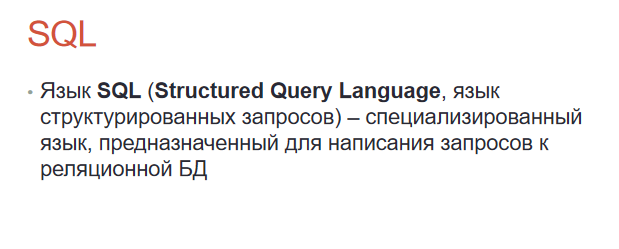 SQL
• Язык SQL (Structured Query Language, язык
структурированных запросов) – специализированный
язык, предназначенный для написания запросов к
реляционной БД